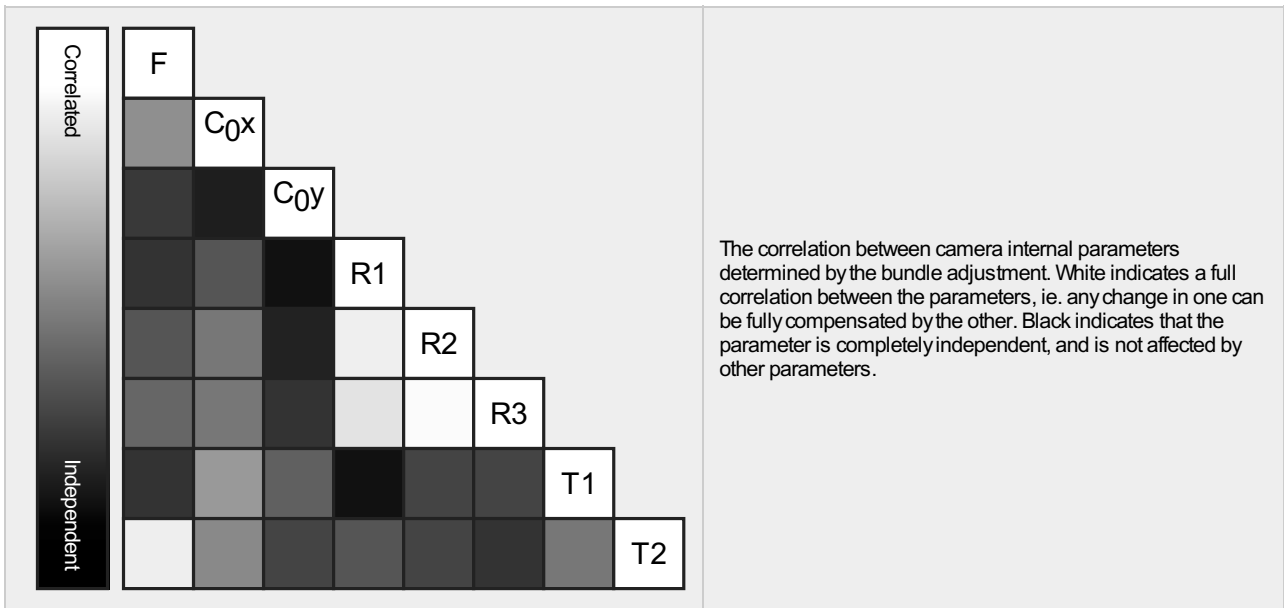 Correlated
Independent
F
C0x
C0y
R1
R2
R3
T1
T2
The correlation between camera internal parameters
determined by the bundle adjustment. White indicates a full
correlation between the parameters, ie. any change in one can
be fully compensated by the other. Black indicates that the
parameter is completely independent, and is not affected by
other parameters.